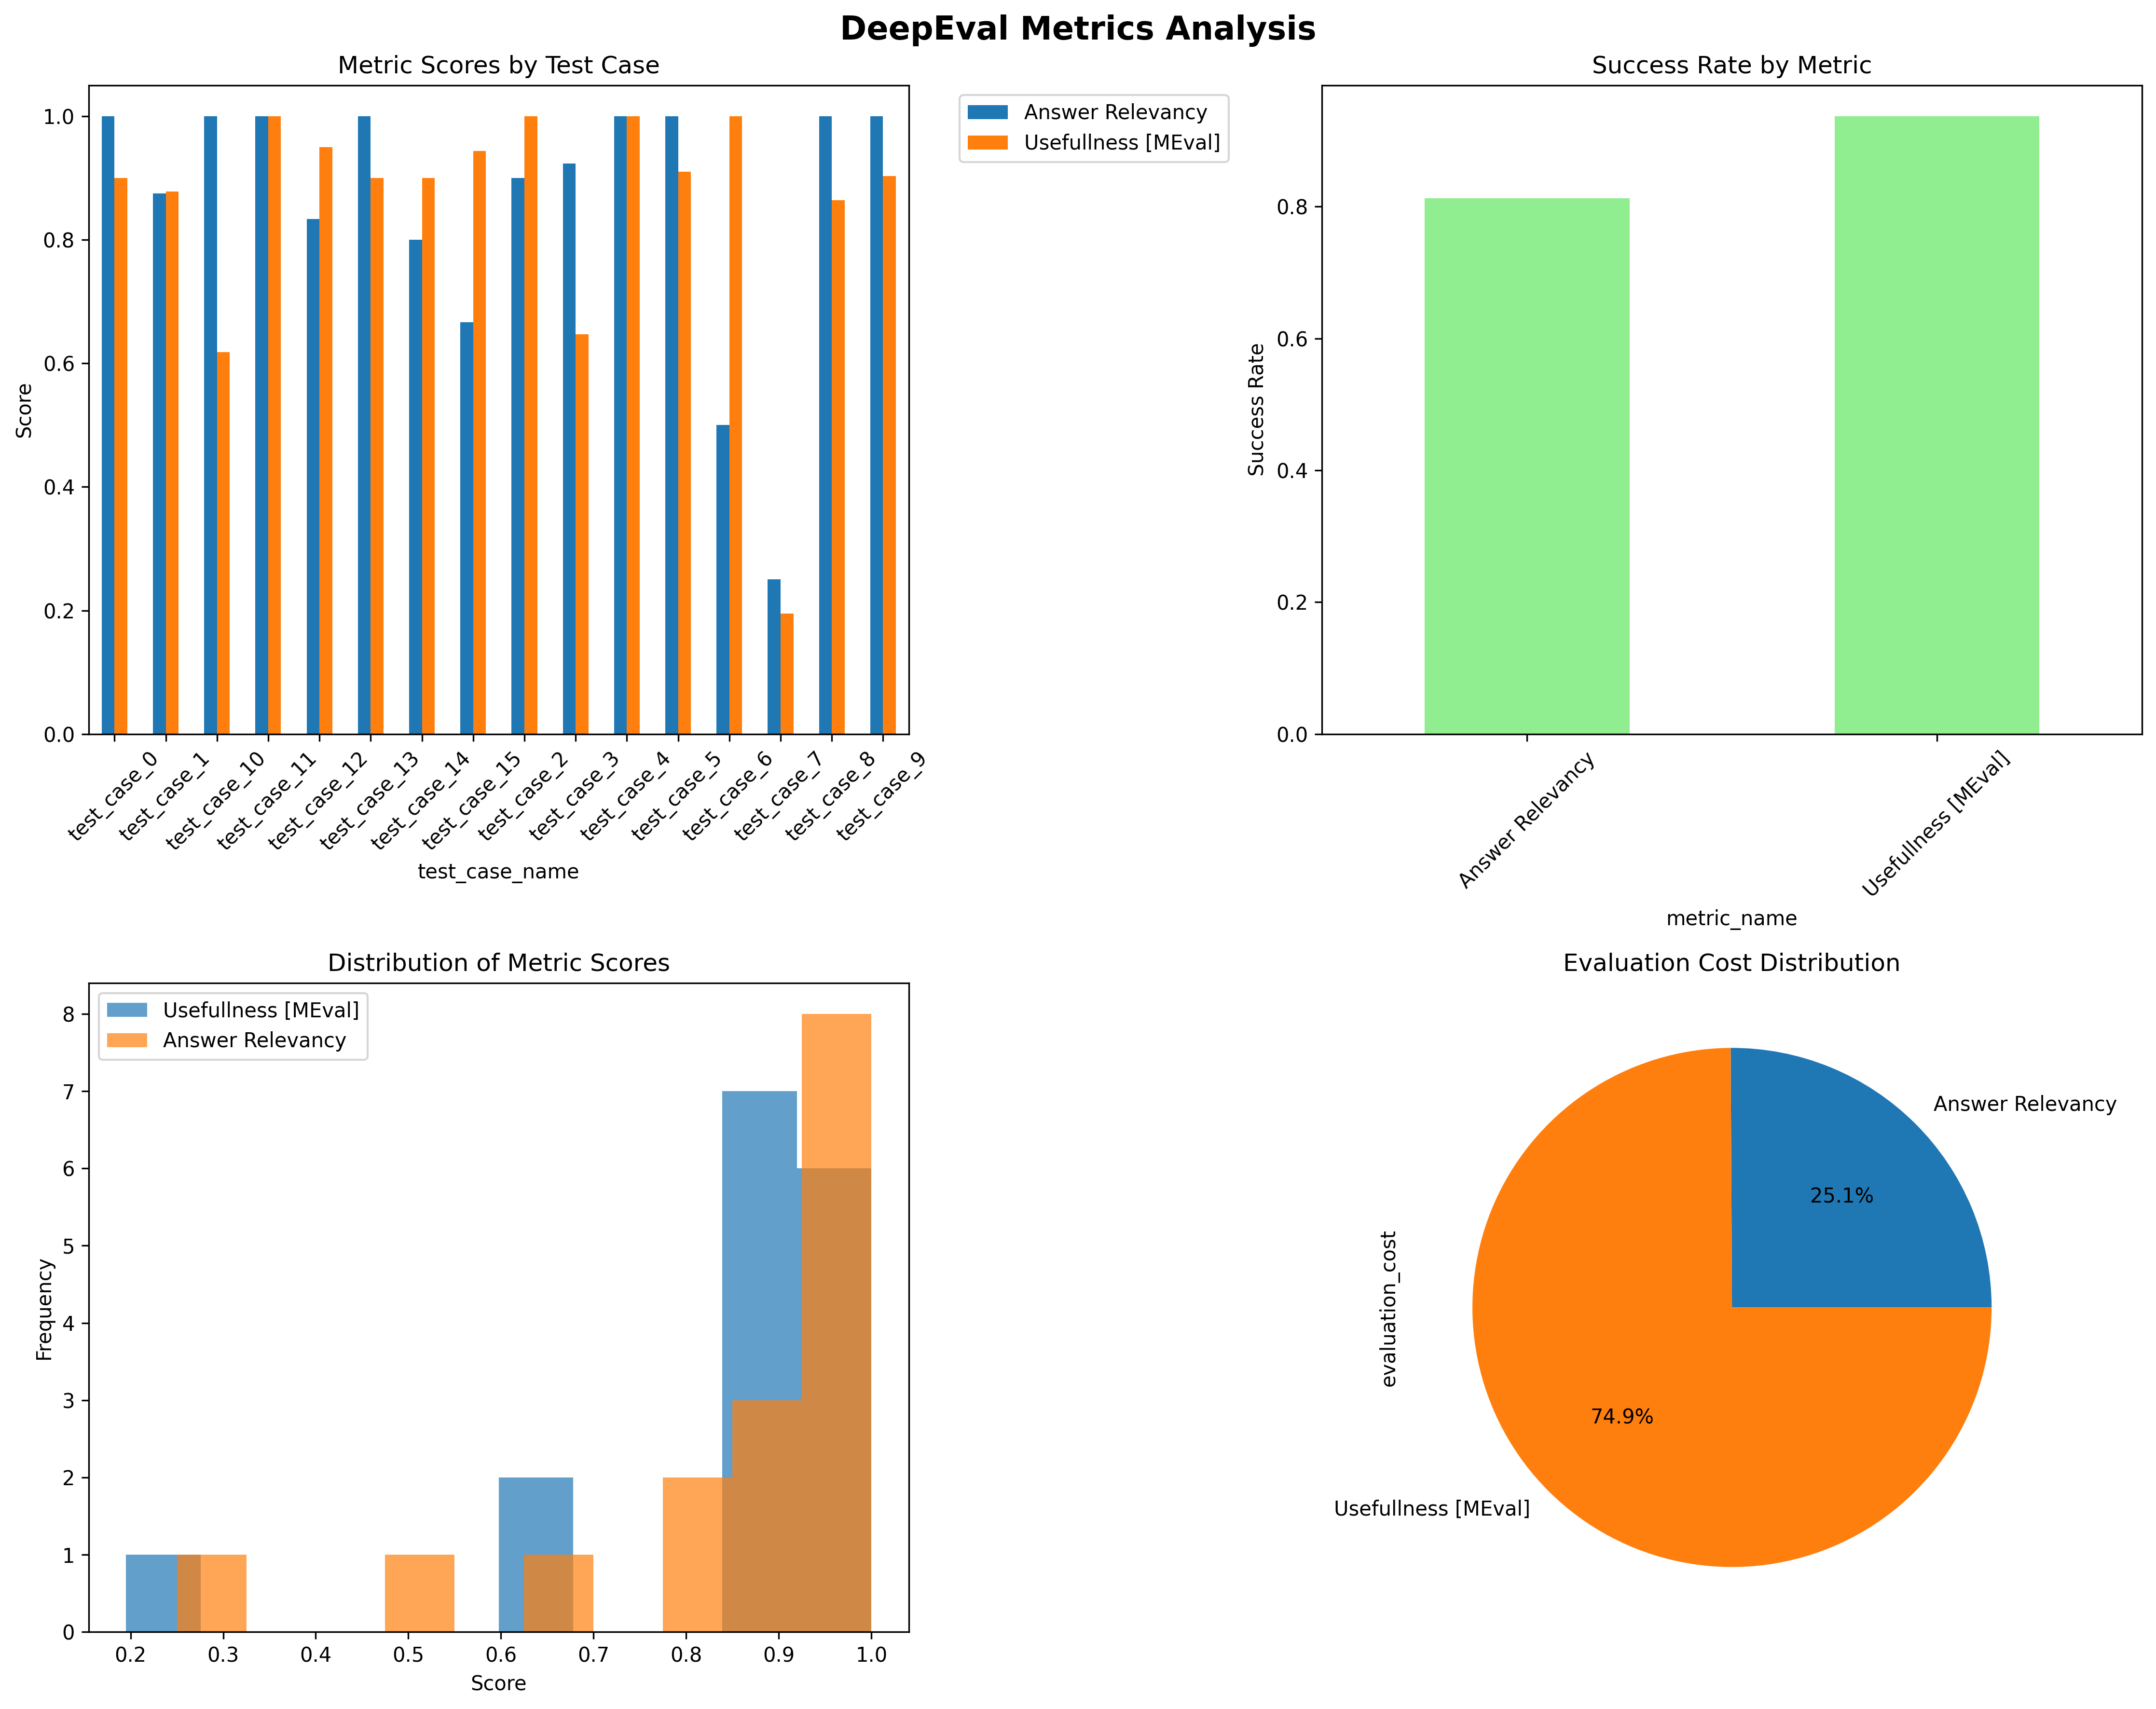 DeepEval Metrics Analysis
Metric Scores by Test Case
Score
1.0
0.8
0.6
0.4
0.2
0.0
test_case_0
test_case_1
test_case_10
test_case_11
test_case_12
test_case_13
test_case_14
test_case_15
test_case_2
test_case_3
test_case_4
test_case_5
test_case_6
test_case_7
test_case_8
test_case_9
test_case_name
Answer Relevancy
Usefullness [MEval]
Success Rate by Metric
Success Rate
0.8
0.6
0.4
0.2
0.0
Answer Relevancy
Usefullness [MEval]
metric_name
Distribution of Metric Scores
Usefullness [MEval]
Answer Relevancy
Frequency
8
7
6
5
4
3
2
1
0
0.2
0.3
0.4
0.5
0.6
0.7
0.8
0.9
1.0
Score
Evaluation Cost Distribution
Answer Relevancy
25.1%
evaluation_cost
74.9%
Usefullness [MEval]